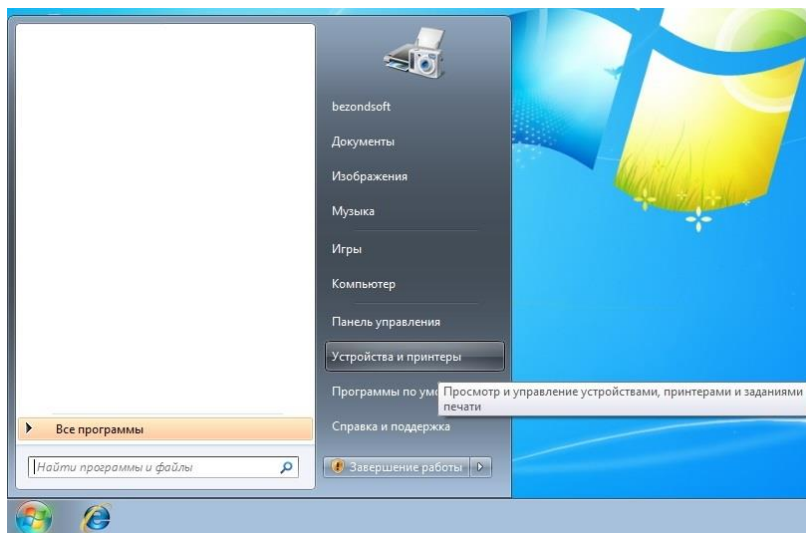 bezondsoft
Документы
Изображения
Музыка
Игры
Компьютер
Панель управления
Устройства и принтеры
Программы по умо
Просмотр и управление устройствами, принтерами и заданиями
печати
Справка и поддержка
Все программы
Найти программы и файлы
Завершение работы